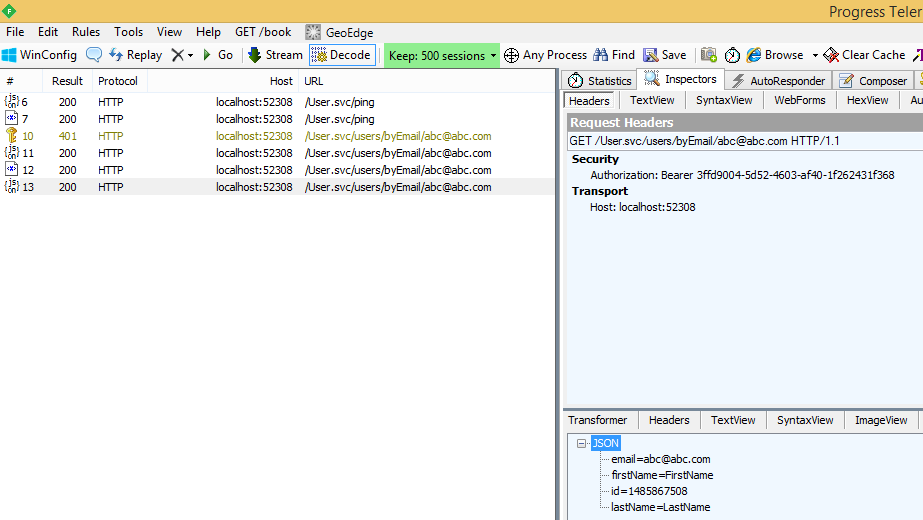 Progress Teler
File Edit Rules Tools View Help GET /book GeoEdge
WinConfig Replay Go Stream Decode Keep: 500 sessions Any Process Find Save Browse Clear Cache
# Result Protocol Host URL
6 200 HTTP localhost:52308 /User.svc/ping
7 200 HTTP localhost:52308 /User.svc/ping
10 401 HTTP localhost:52308 /User.svc/users/byEmail/abc@abc.com
11 200 HTTP localhost:52308 /User.svc/users/byEmail/abc@abc.com
12 200 HTTP localhost:52308 /User.svc/users/byEmail/abc@abc.com
13 200 HTTP localhost:52308 /User.svc/users/byEmail/abc@abc.com
Statistics Inspectors AutoResponder Composer
Headers TextView SyntaxView WebForms HexView Au
Request Headers
GET /User.svc/users/byEmail/abc@abc.com HTTP/1.1
Security
Authorization: Bearer 3ffd9004-5d52-4603-af40-1f262431f368
Transport
Host: localhost:52308
Transformer Headers TextView SyntaxView ImageView
JSON
email=abc@abc.com
firstName=FirstName
id=1485867508
lastName=LastName